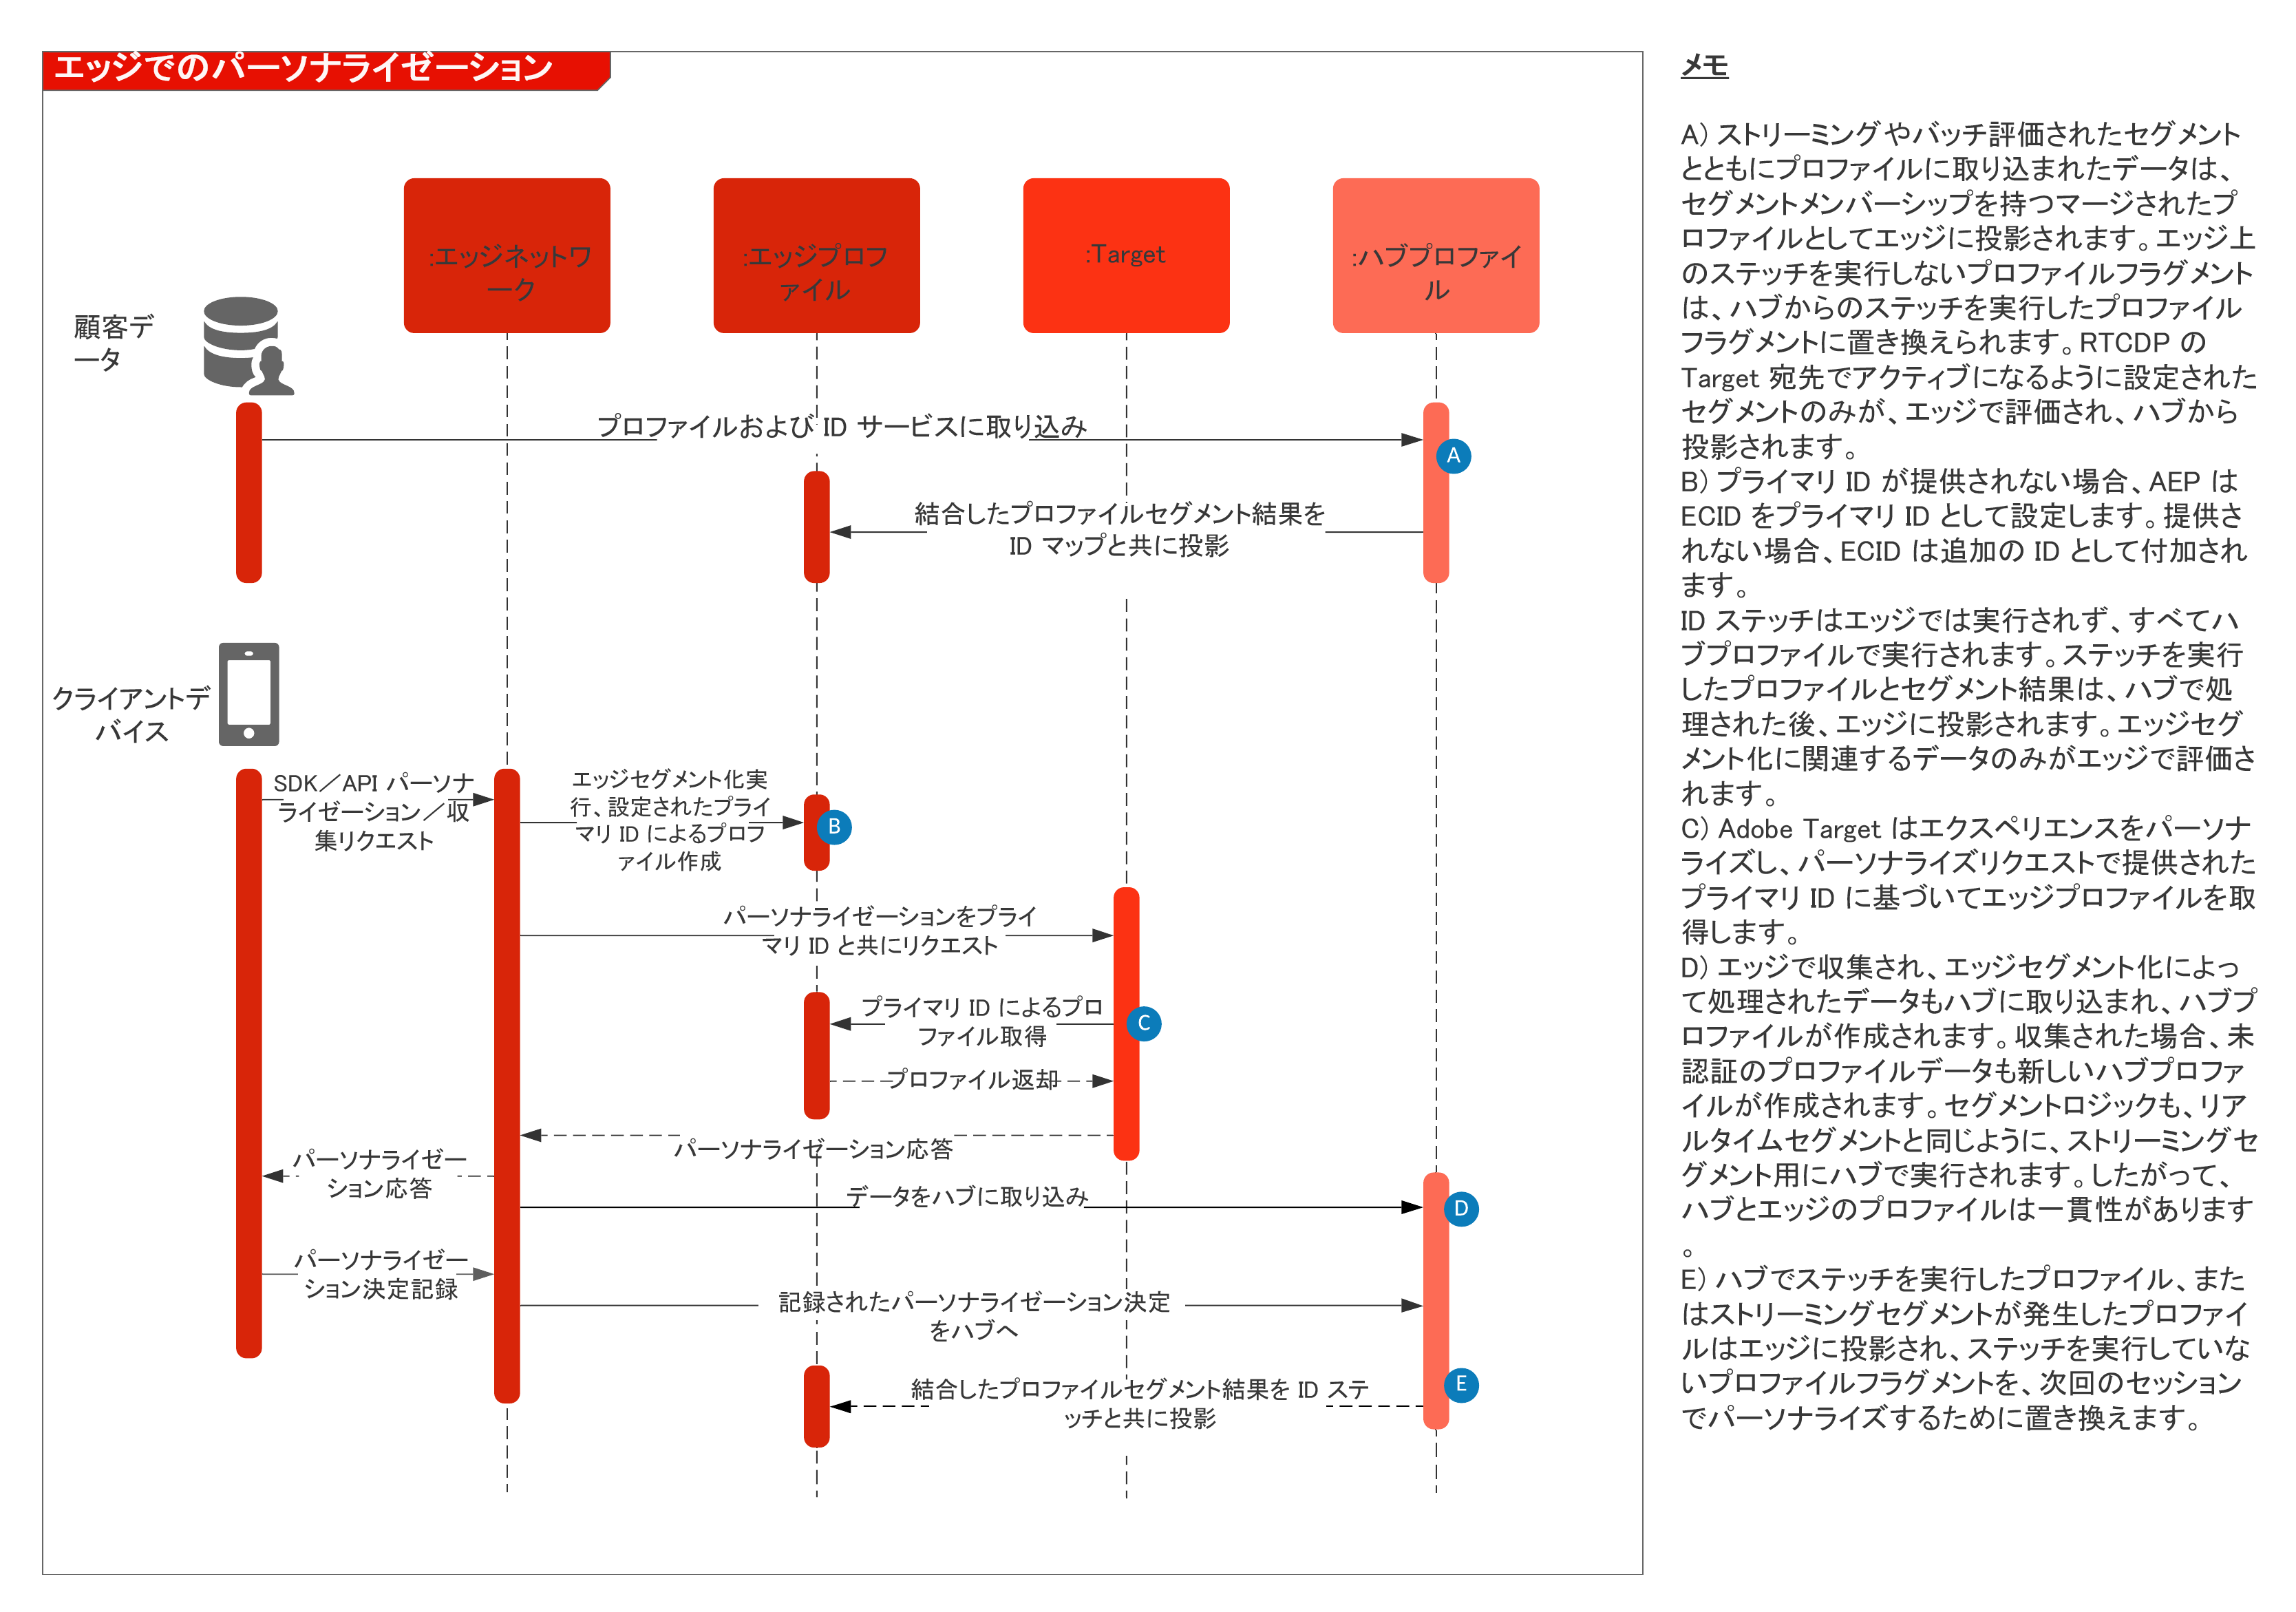 エッジでのパーソナライゼーション
:エッジネットワ
ーク
:エッジプロフ
ァイル
:Target
:ハブプロファイ
ル
顧客デ
ータ
プロファイルおよび ID サービスに取り込み
A
結合したプロファイルセグメント結果を
ID マップと共に投影
クライアントデ
バイス
SDK／API パーソナ
ライゼーション／収
集リクエスト
エッジセグメント化実
行、設定されたプライ
マリ ID によるプロフ
ァイル作成
B
パーソナライゼーションをプライ
マリ ID と共にリクエスト
プライマリ ID によるプロ
ファイル取得
C
プロファイル返却
パーソナライゼーション応答
パーソナライゼー
ション応答
データをハブに取り込み
D
パーソナライゼー
ション決定記録
記録されたパーソナライゼーション決定
をハブへ
結合したプロファイルセグメント結果を ID ステ
ッチと共に投影
E
メモ
A) ストリーミングやバッチ評価されたセグメント
とともにプロファイルに取り込まれたデータは、
セグメントメンバーシップを持つマージされたプ
ロファイルとしてエッジに投影されます。エッジ上
のステッチを実行しないプロファイルフラグメント
は、ハブからのステッチを実行したプロファイル
フラグメントに置き換えられます。RTCDP の
Target 宛先でアクティブになるように設定された
セグメントのみが、エッジで評価され、ハブから
投影されます。
B) プライマリ ID が提供されない場合、AEP は
ECID をプライマリ ID として設定します。提供さ
れない場合、ECID は追加の ID として付加され
ます。
ID ステッチはエッジでは実行されず、すべてハ
ブプロファイルで実行されます。ステッチを実行
したプロファイルとセグメント結果は、ハブで処
理された後、エッジに投影されます。エッジセグ
メント化に関連するデータのみがエッジで評価さ
れます。
C) Adobe Target はエクスペリエンスをパーソナ
ライズし、パーソナライズリクエストで提供された
プライマリ ID に基づいてエッジプロファイルを取
得します。
D) エッジで収集され、エッジセグメント化によっ
て処理されたデータもハブに取り込まれ、ハブプ
ロファイルが作成されます。収集された場合、未
認証のプロファイルデータも新しいハブプロファ
イルが作成されます。セグメントロジックも、リア
ルタイムセグメントと同じように、ストリーミングセ
グメント用にハブで実行されます。したがって、
ハブとエッジのプロファイルは一貫性があります
。
E) ハブでステッチを実行したプロファイル、また
はストリーミングセグメントが発生したプロファイ
ルはエッジに投影され、ステッチを実行していな
いプロファイルフラグメントを、次回のセッション
でパーソナライズするために置き換えます。